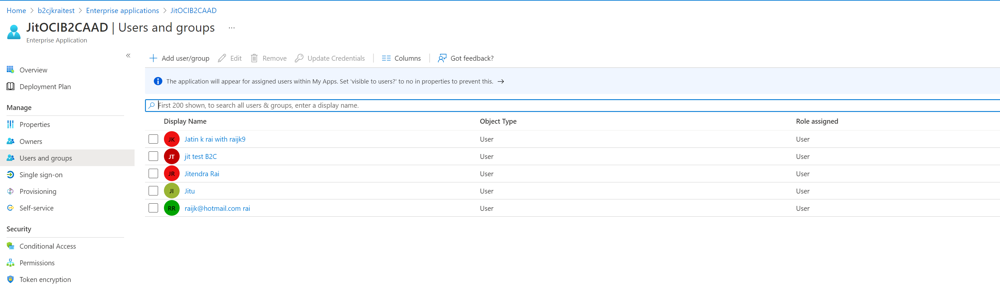 Home > b2cjkraitest > Enterprise applications > JitOCIB2CAAD
JitOCIB2CAAD | Users and groups ...
Enterprise Application
«
Overview
Deployment Plan
Manage
Properties
Owners
Users and groups
Single sign-on
Provisioning
Self-service
Security
Conditional Access
Permissions
Token encryption
Add user/group Edit Remove Update Credentials Columns Got feedback?
The application will appear for assigned users within My Apps. Set 'visible to users?' to no in properties to prevent this. →
First 200 shown, to search all users & groups, enter a display name.
Display Name Object Type Role assigned
JK Jatin k rai with raijk9 User User
JT jit test B2C User User
JR Jitendra Rai User User
JI Jitu User User
RR raijk@hotmail.com rai User User